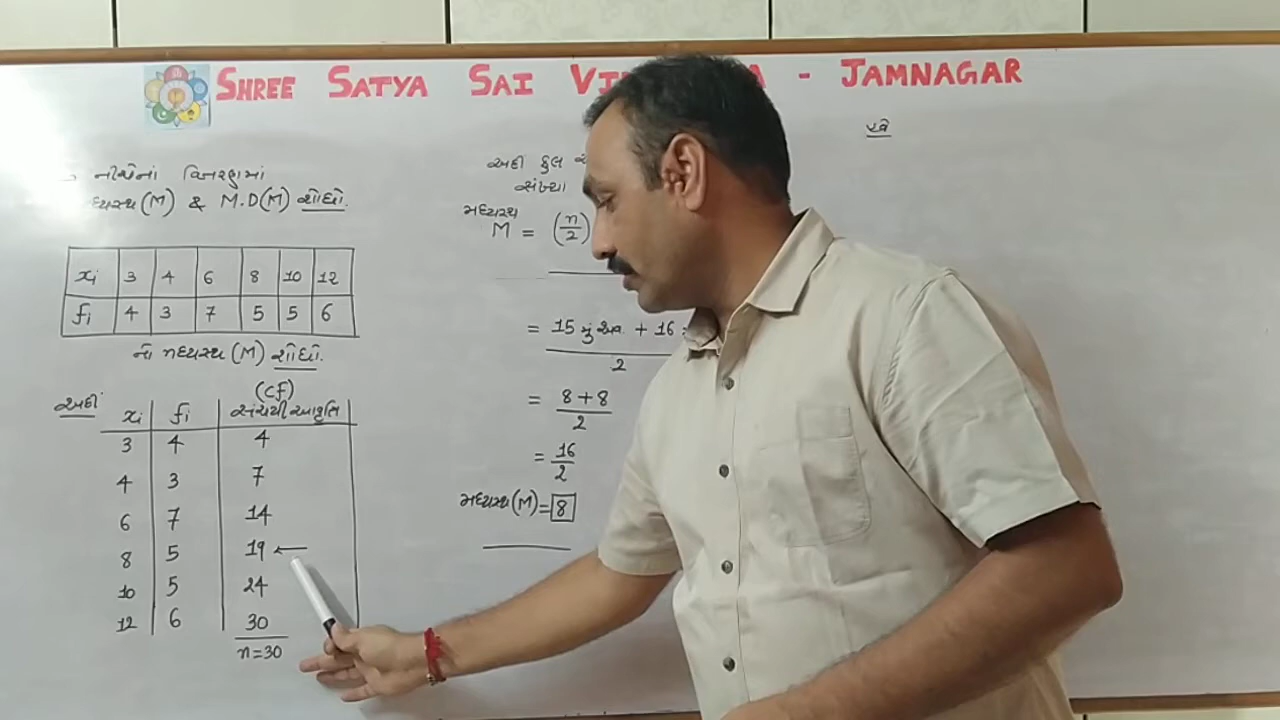 SHREE SATYA SAI - JAMNAGAR
નીચેનાં વિતરણમાં
(M) & M.D(M) શોધો.
xi 3 4 6 8 10 12
fi 4 3 7 5 5 6
નો મધ્યસ્થ (M) શોધો.
અહીં
(cf)
xi fi સંચયી આવૃત્તિ
3 4 4
4 3 7
6 7 14
8 5 19 ←
10 5 24
12 6 30
n=30
અહીં કુલ
સંખ્યા
મધ્યસ્થ
M = (n/2)
= 15 મું અવ. + 16
2
= 8+8
2
= 16
2
મધ્યસ્થ (M) = 8